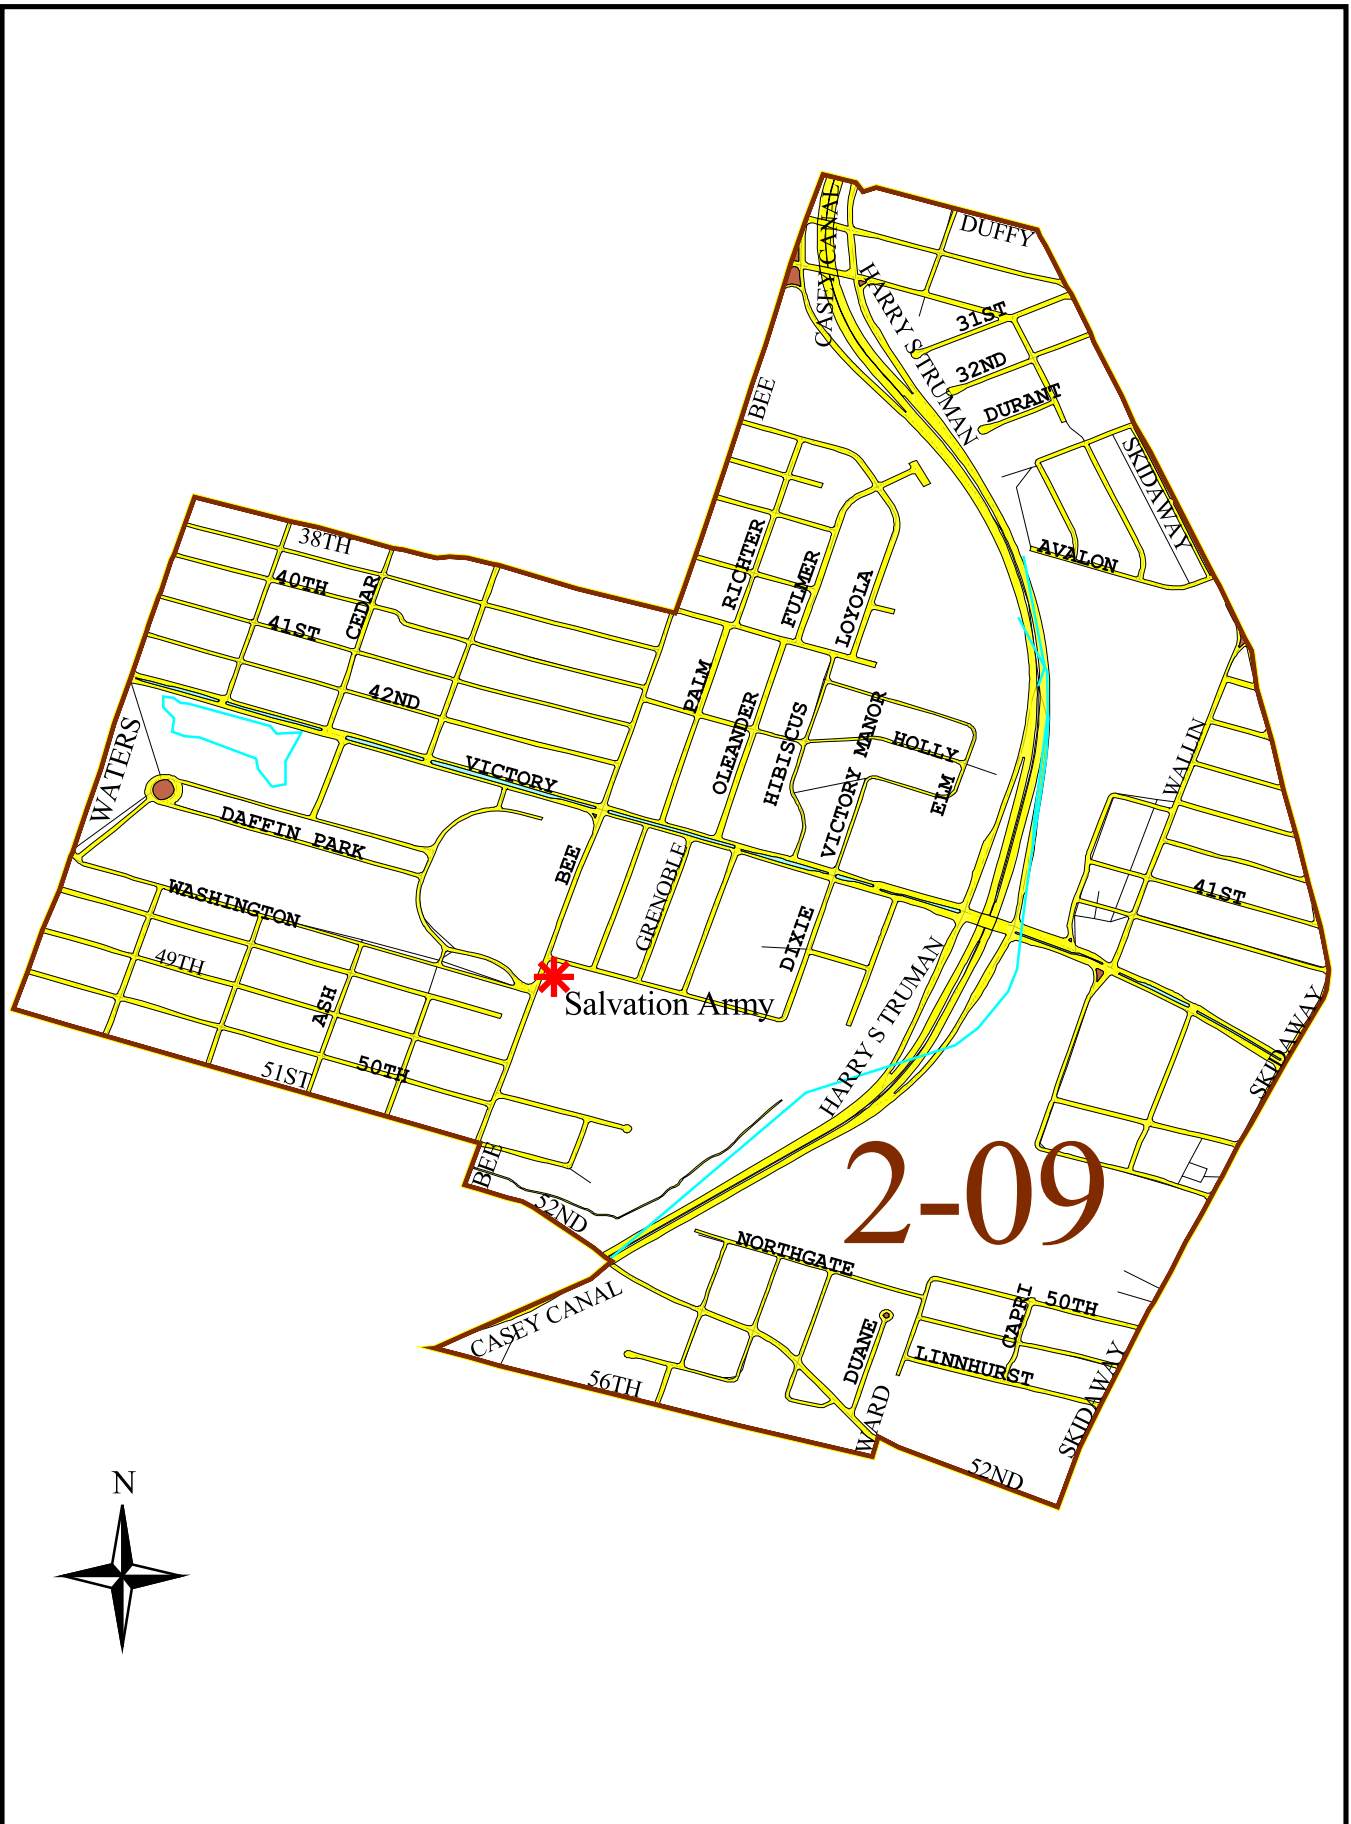 DUFFY
CASEY CANAL
HARRY S TRUMAN
31ST
32ND
DURANT
BEE
SKIDAWAY
AVALON
38TH
RICHTER
FULMER
LOYOLA
40TH
CEDAR
41ST
42ND
PALM
OLEANDER
HIBISCUS
VICTORY MANOR
HOLLY
ELM
WALLIN
WATERS
VICTORY
DAFFIN PARK
BEE
GRENOBLE
WASHINGTON
41ST
DIXIE
49TH
HARRY S TRUMAN
Salvation Army
ASH
SKIDAWAY
51ST
50TH
2-09
BEE
52ND
NORTHGATE
CASEY CANAL
CAPRI
50TH
DUANE
LINNHURST
56TH
WARD
SKIDAWAY
52ND
N